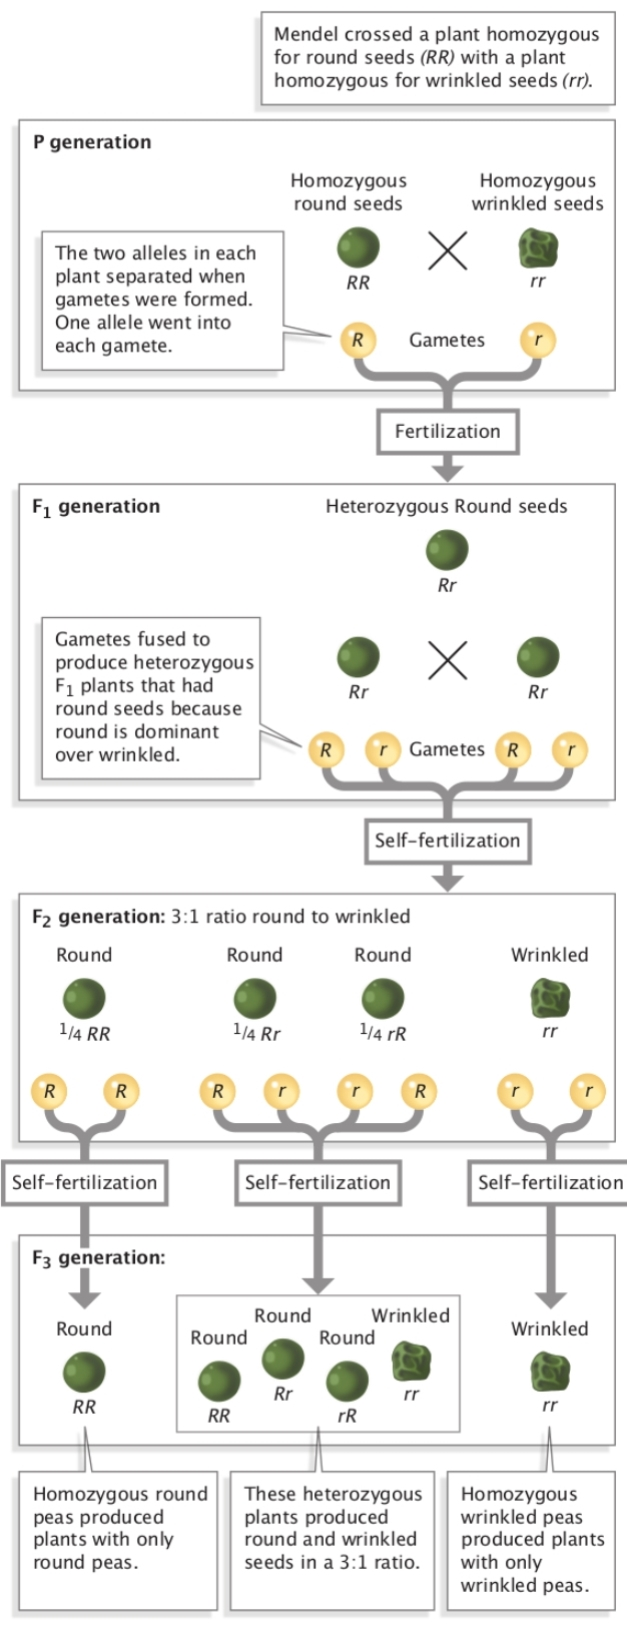 Mendel crossed a plant homozygous
for round seeds (RR) with a plant
homozygous for wrinkled seeds (rr).
P generation
Homozygous
round seeds
Homozygous
wrinkled seeds
RR
rr
The two alleles in each
plant separated when
gametes were formed.
One allele went into
each gamete.
R Gametes r
Fertilization
F₁ generation
Heterozygous Round seeds
Rr
Rr Rr
Gametes fused to
produce heterozygous
F₁ plants that had
round seeds because
round is dominant
over wrinkled.
R r Gametes R r
Self-fertilization
F₂ generation: 3:1 ratio round to wrinkled
Round Round Round Wrinkled
1/4 RR 1/4 Rr 1/4 rR rr
R R R r r R r r
Self-fertilization Self-fertilization Self-fertilization
F₃ generation:
Round
RR
Round
RR
Round
Rr
Round
rR
Wrinkled
rr
Wrinkled
rr
Homozygous round
peas produced
plants with only
round peas.
These heterozygous
plants produced
round and wrinkled
seeds in a 3:1 ratio.
Homozygous
wrinkled peas
produced plants
with only
wrinkled peas.